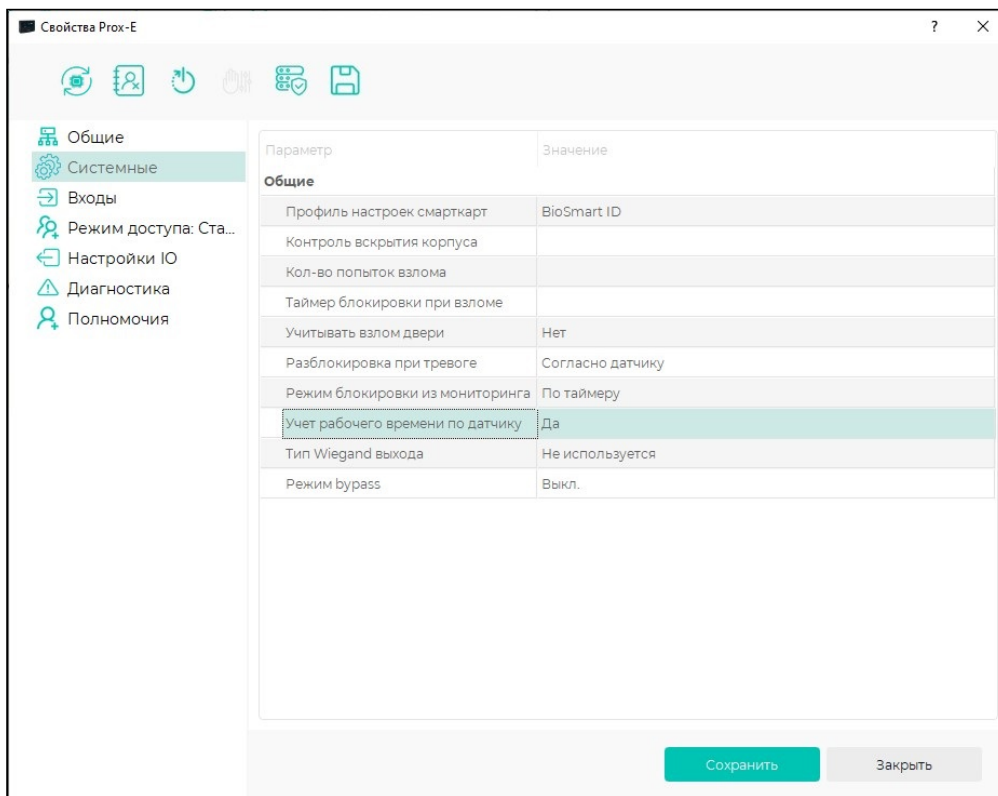 Свойства Prox-E
?
Общие
Системные
Входы
Режим доступа: Ста...
Настройки IO
Диагностика
Полномочия
Параметр Значение
Общие
Профиль настроек смарткарт BioSmart ID
Контроль вскрытия корпуса
Кол-во попыток взлома
Таймер блокировки при взломе
Учитывать взлом двери Нет
Разблокировка при тревоге Согласно датчику
Режим блокировки из мониторинга По таймеру
Учет рабочего времени по датчику Да
Тип Wiegand выхода Не используется
Режим bypass Выкл.
Сохранить Закрыть